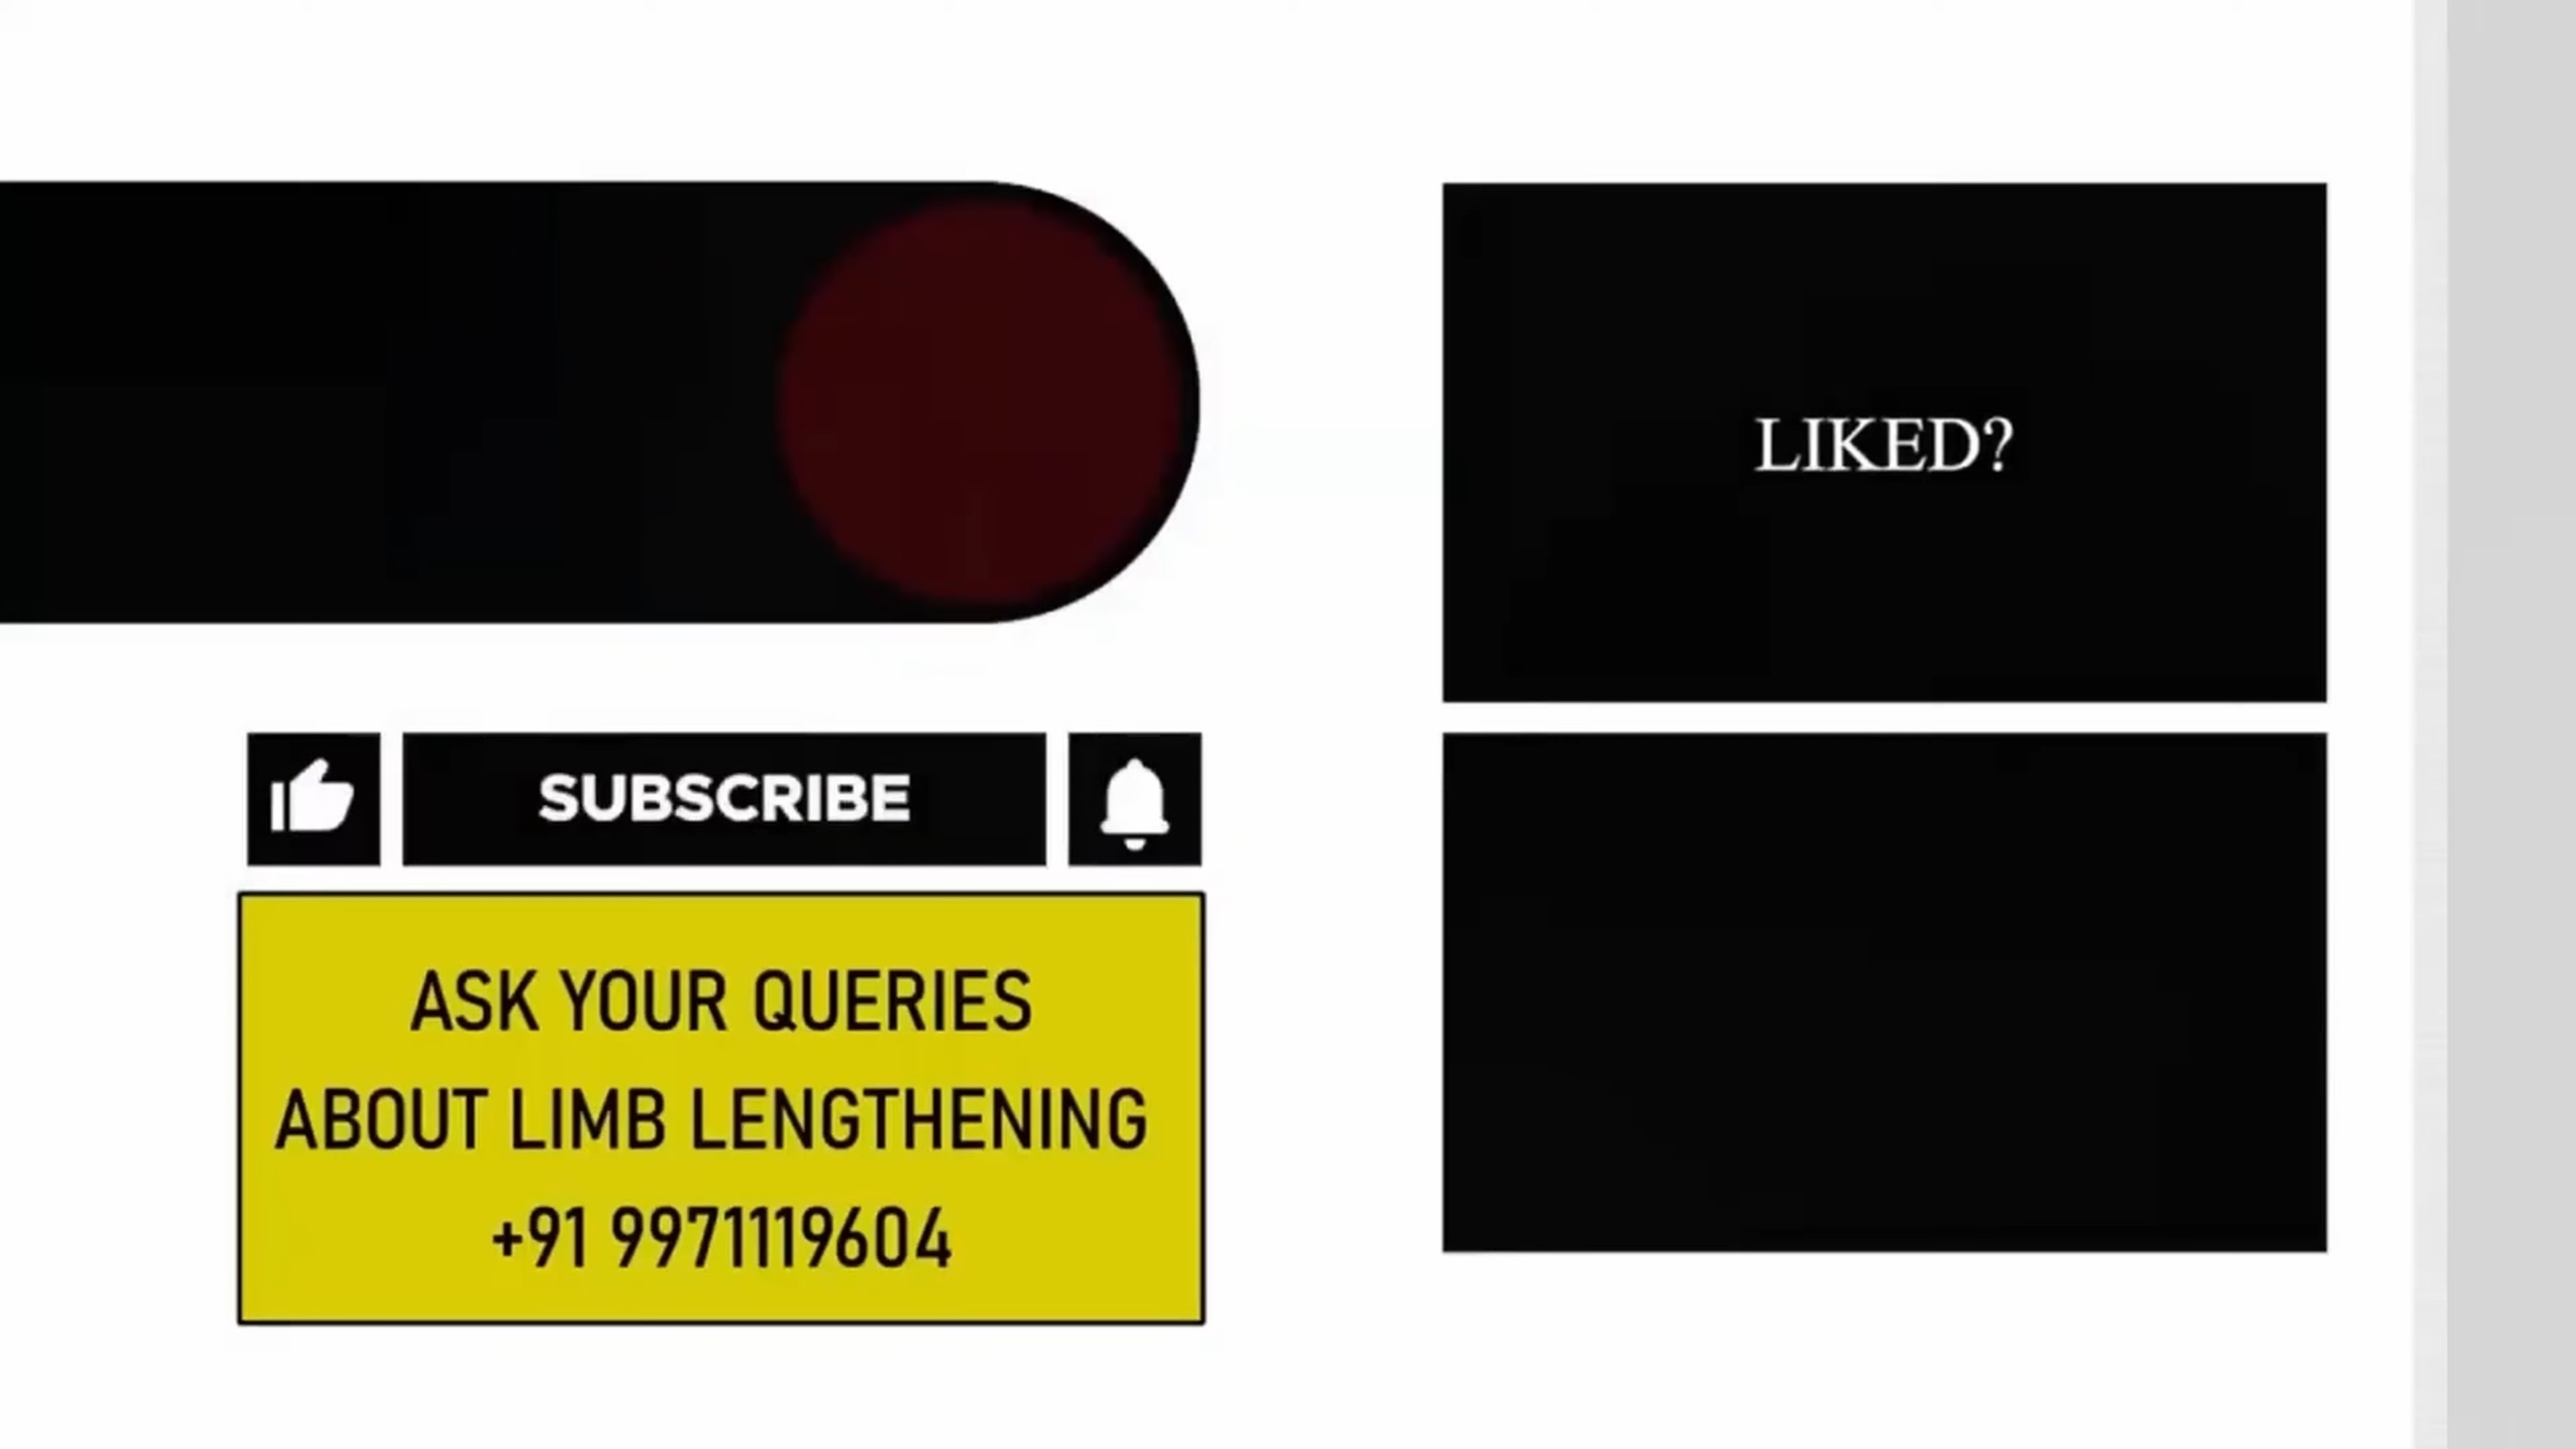 LIKED?
SUBSCRIBE
ASK YOUR QUERIES
ABOUT LIMB LENGTHENING
+91 9971119604